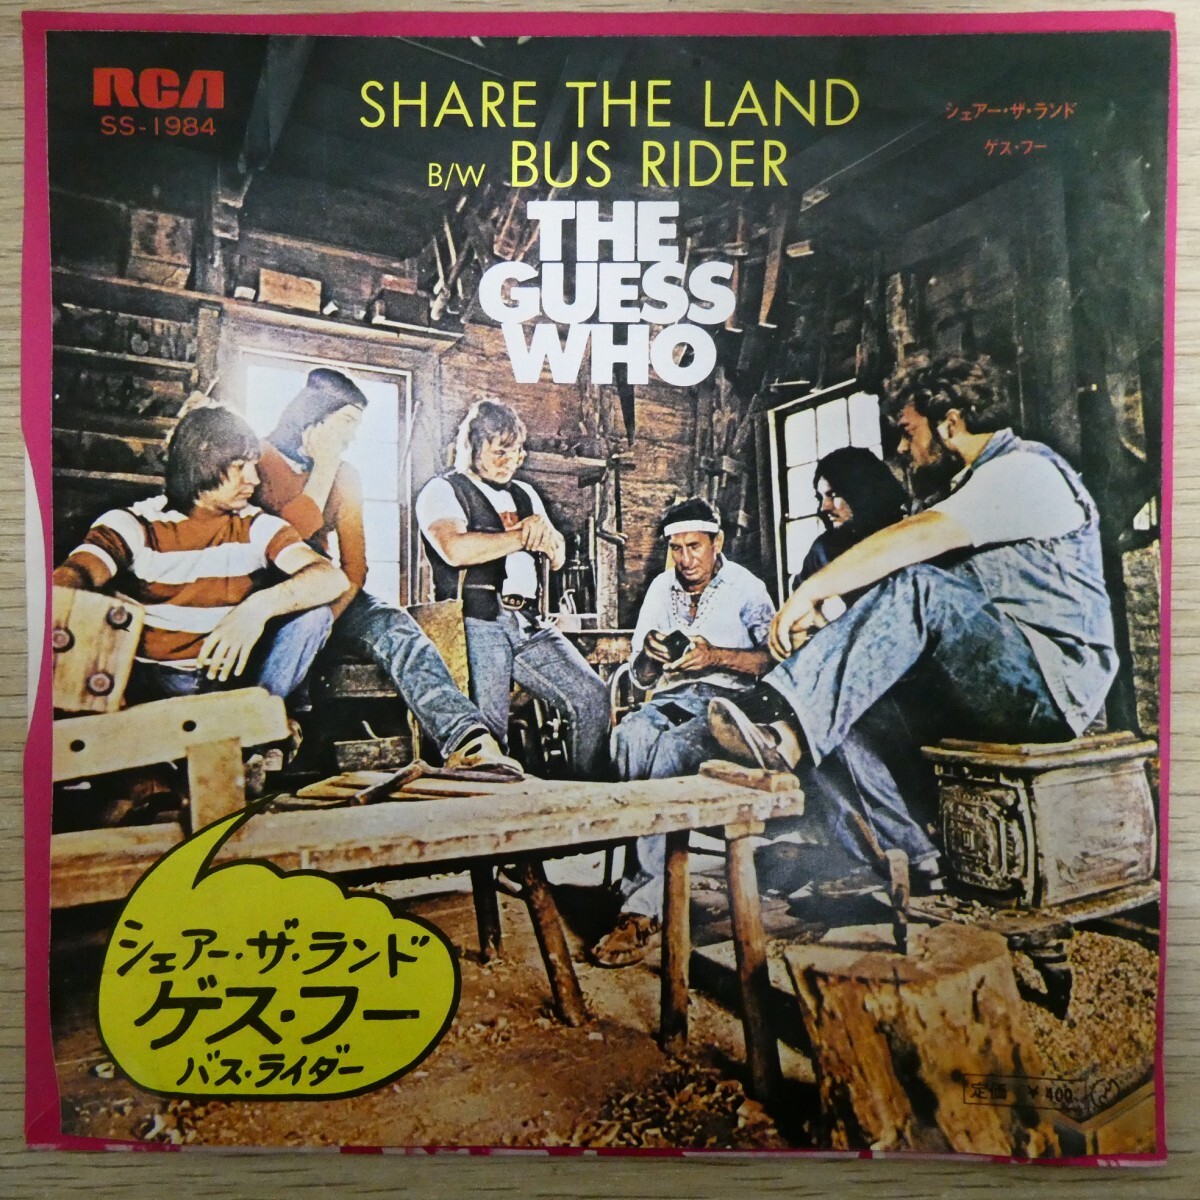 RCA
SS-1984
SHARE THE LAND
B/W BUS RIDER
シェアー・ザ・ランド
ゲス・フー
THE
GUESS
WHO
シェアー・ザ・ランド
ゲス・フー
バス・ライダー
定価 ¥400